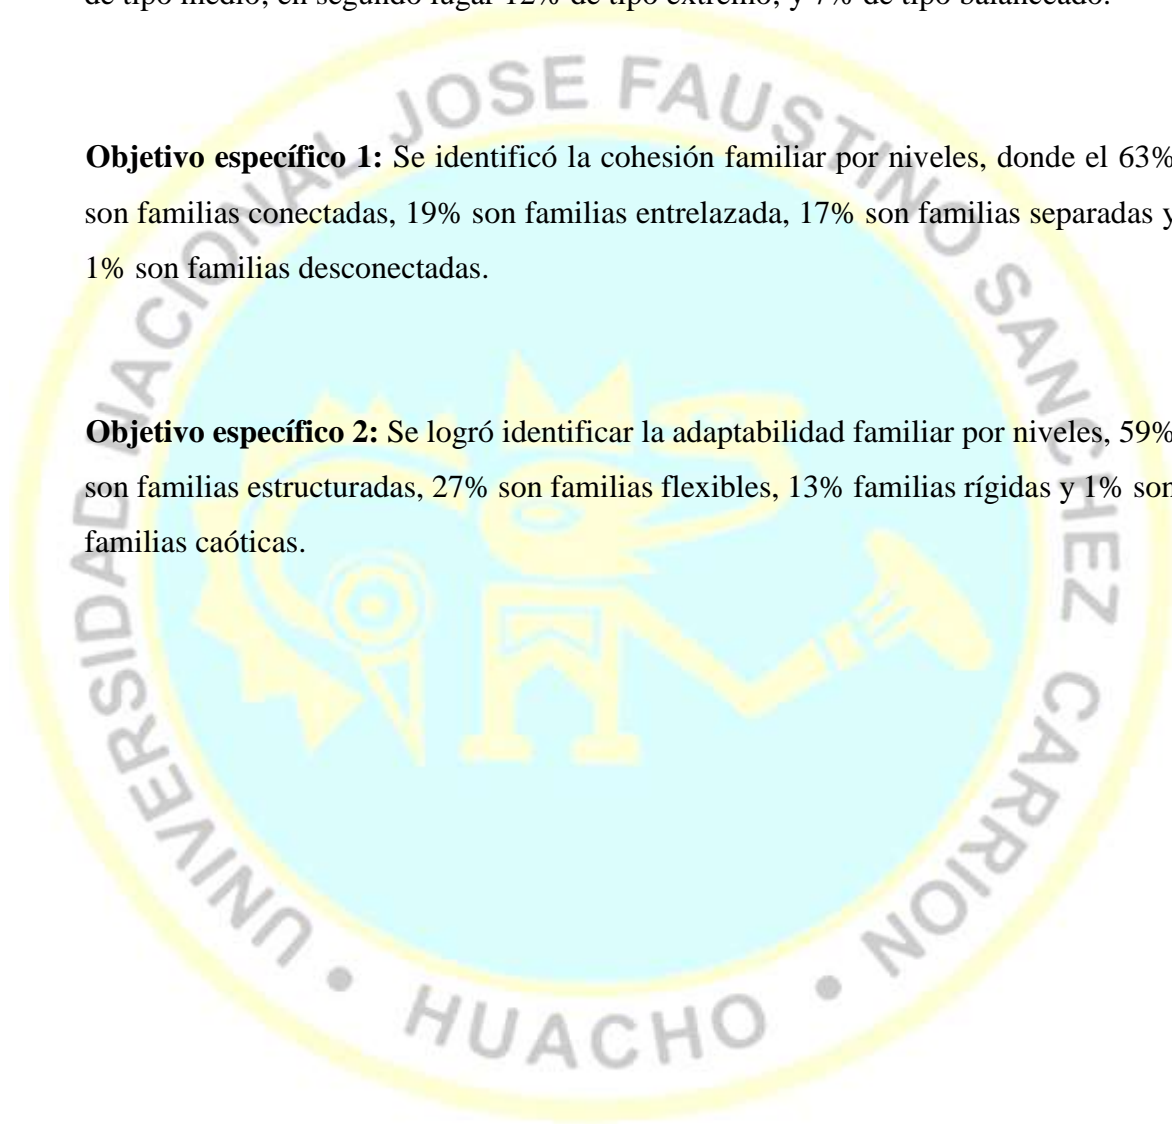 de tipo medio, en segundo lugar 12% de tipo extremo, y 7% de tipo balanceado.
Objetivo específico 1: Se identificó la cohesión familiar por niveles, donde el 63%
son familias conectadas, 19% son familias entrelazada, 17% son familias separadas y
1% son familias desconectadas.
Objetivo específico 2: Se logró identificar la adaptabilidad familiar por niveles, 59%
son familias estructuradas, 27% son familias flexibles, 13% familias rígidas y 1% son
familias caóticas.
UNIVERSIDAD NACIONAL JOSE FAUSTINO SANCHEZ CARRION
• HUACHO •